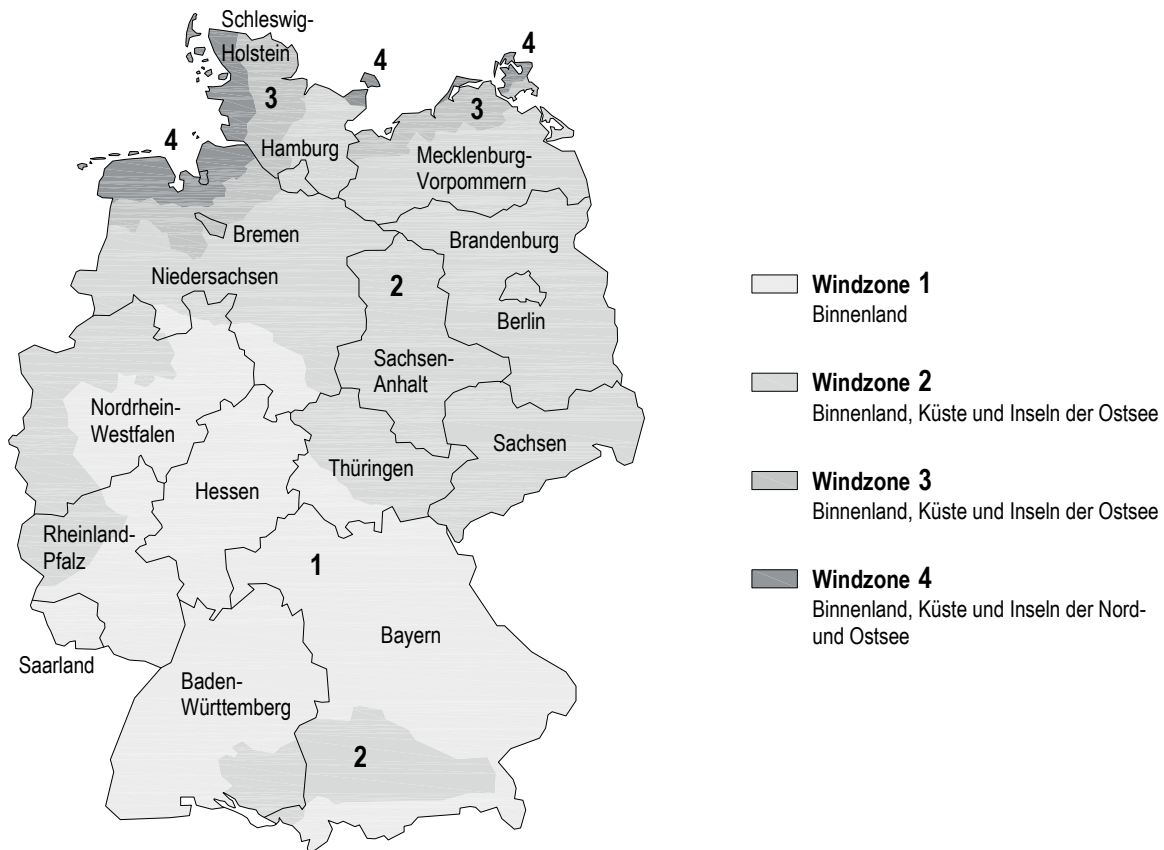 Schleswig-
Holstein
4
4
3
3
4
Hamburg
Mecklenburg-
Vorpommern
Bremen
Brandenburg
Niedersachsen
2
Berlin
Sachsen-
Anhalt
Nordrhein-
Westfalen
Sachsen
Thüringen
Hessen
Rheinland-
Pfalz
1
Bayern
Saarland
Baden-
Württemberg
2
Windzone 1
Binnenland
Windzone 2
Binnenland, Küste und Inseln der Ostsee
Windzone 3
Binnenland, Küste und Inseln der Ostsee
Windzone 4
Binnenland, Küste und Inseln der Nord-
und Ostsee